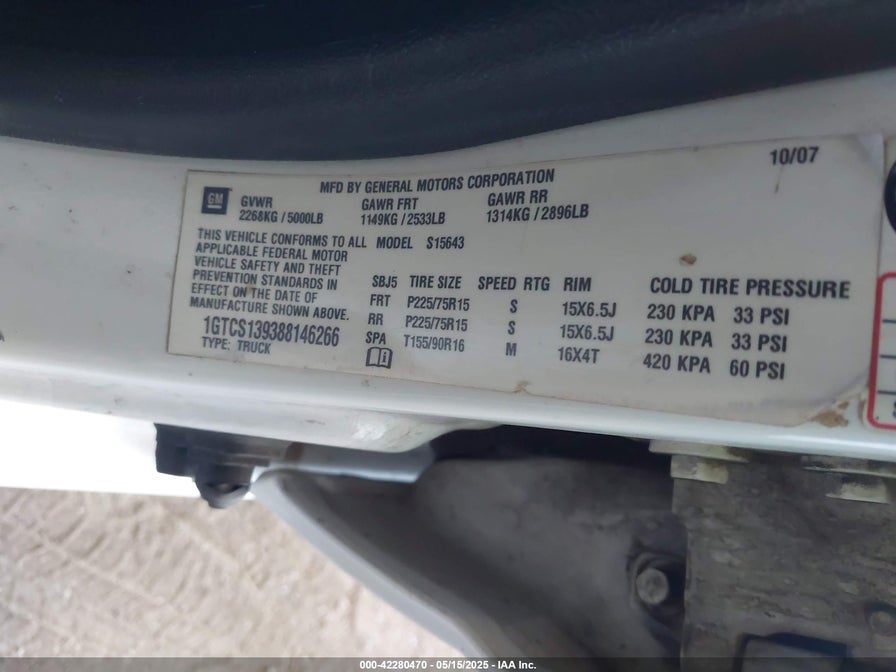 10/07
MFD BY GENERAL MOTORS CORPORATION
GM
GVWR GAWR FRT GAWR RR
2268KG / 5000LB 1149KG / 2533LB 1314KG / 2896LB
THIS VEHICLE CONFORMS TO ALL
APPLICABLE FEDERAL MOTOR
VEHICLE SAFETY AND THEFT
PREVENTION STANDARDS IN
EFFECT ON THE DATE OF
MANUFACTURE SHOWN ABOVE.
1GTCS139388146266
TYPE: TRUCK
MODEL S15643
SBJ5 TIRE SIZE SPEED RTG RIM COLD TIRE PRESSURE
FRT P225/75R15 S 15X6.5J 230 KPA 33 PSI
RR P225/75R15 S 15X6.5J 230 KPA 33 PSI
SPA T155/90R16 M 16X4T 420 KPA 60 PSI
000-42280470 - 05/15/2025 - IAA Inc.